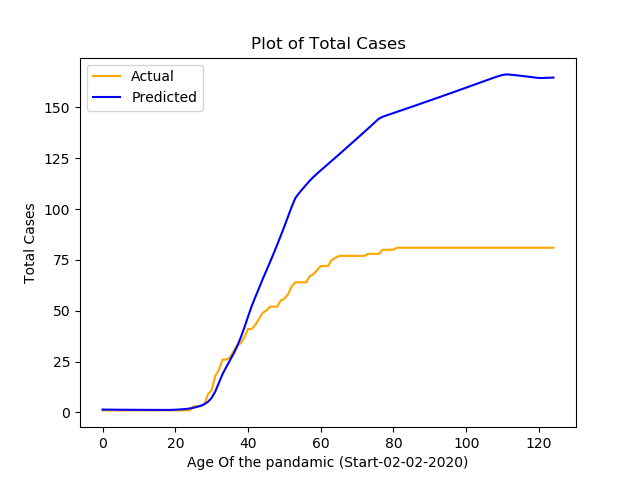 Plot of Total Cases
Actual
Predicted
150
125
100
75
50
25
0
Total Cases
0 20 40 60 80 100 120
Age Of the pandamic (Start-02-02-2020)